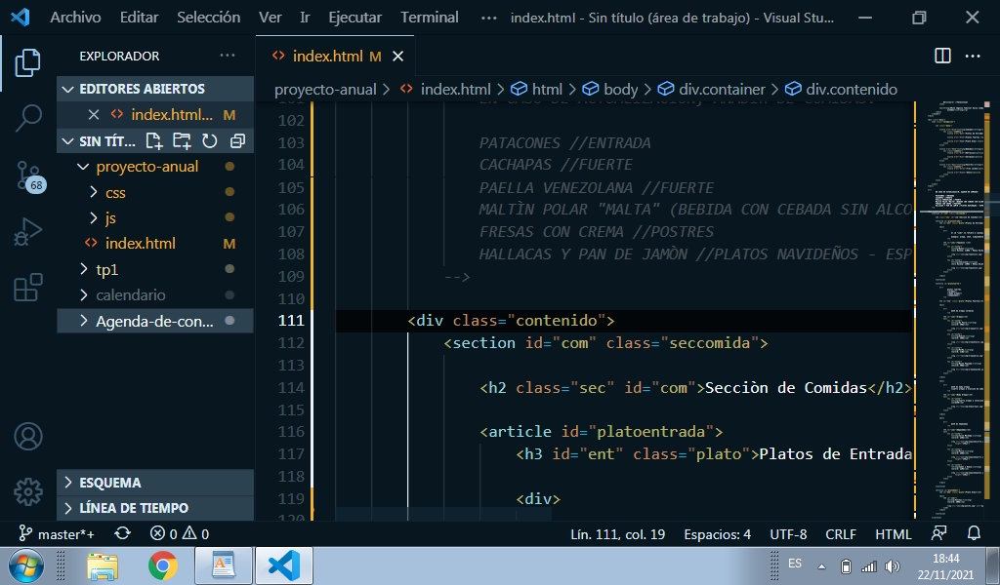 Archivo Editar Selección Ver Ir Ejecutar Terminal ··· index.html - Sin título (área de trabajo) - Visual Stu...
EXPLORADOR ···
index.html M
proyecto-anual > index.html > html > body > div.container > div.contenido
EDITORES ABIERTOS
index.html... M
SIN TÍT...
proyecto-anual
css
js
index.html M
tp1
calendario
Agenda-de-con...
68
ESQUEMA
LÍNEA DE TIEMPO
102
103 PATACONES //ENTRADA
104 CACHAPAS //FUERTE
105 PAELLA VENEZOLANA //FUERTE
106 MALTÌN POLAR "MALTA" (BEBIDA CON CEBADA SIN ALCO
107 FRESAS CON CREMA //POSTRES
108 HALLACAS Y PAN DE JAMÒN //PLATOS NAVIDEÑOS - ESP
109 -->
110
111 <div class="contenido">
112 <section id="com" class="seccomida">
113
114 <h2 class="sec" id="com">Secciòn de Comidas</h2>
115
116 <article id="platoentrada">
117 <h3 id="ent" class="plato">Platos de Entrada
118
119 <div>
120
master*+ 0 0 Lín. 111, col. 19 Espacios: 4 UTF-8 CRLF HTML
ES 18:44
22/11/2021